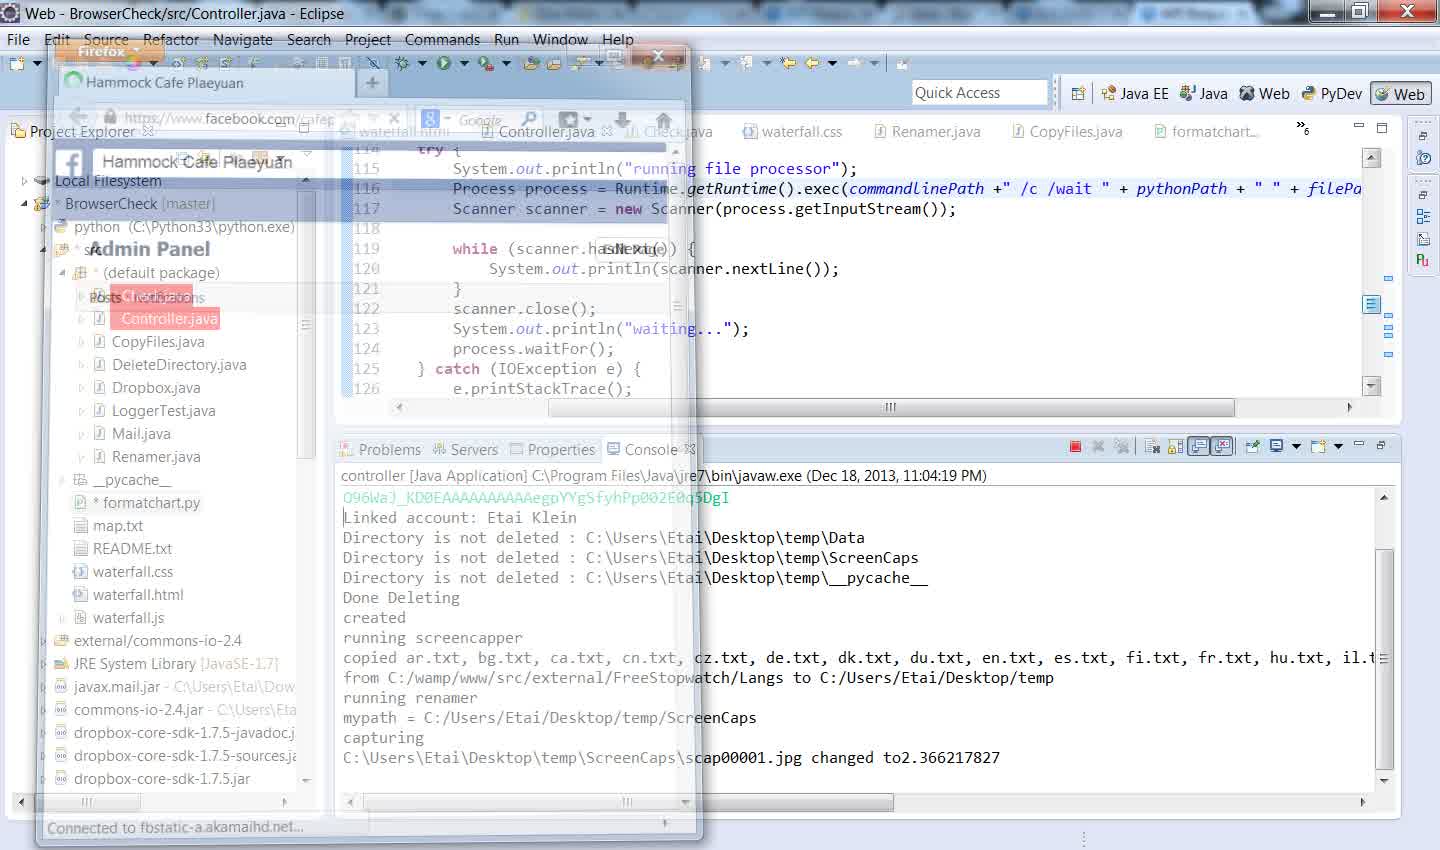 Web - BrowserCheck/src/Controller.java - Eclipse
File Edit Source Refactor Navigate Search Project Commands Run Window Help
Firefox
Hammock Cafe Plaeyuan
Quick Access
Java EE Java Web PyDev Web
https://www.facebook.com/
Google
Project Explorer
waterfall.html Controller.java Check.java waterfall.css Renamer.java CopyFiles.java formatchart... 6
Hammock Cafe Plaeyuan
Local Filesystem
* BrowserCheck [master]
python (C:\Python33\python.exe)
* src
Admin Panel
Edit Page
* (default package)
Posts Notifications
Check.java
Controller.java
CopyFiles.java
DeleteDirectory.java
Dropbox.java
LoggerTest.java
Mail.java
Renamer.java
__pycache__
* formatchart.py
map.txt
README.txt
waterfall.css
waterfall.html
waterfall.js
external/commons-io-2.4
JRE System Library [JavaSE-1.7]
javax.mail.jar - C:\Users\Etai\Dow
commons-io-2.4.jar - C:\Users\Eta
dropbox-core-sdk-1.7.5-javadoc.j
dropbox-core-sdk-1.7.5-sources.ja
dropbox-core-sdk-1.7.5.jar
Connected to fbstatic-a.akamaihd.net...
114 try {
115 System.out.println("running file processor");
116 Process process = Runtime.getRuntime().exec(commandlinePath +" /c /wait " + pythonPath + " " + filePa
117 Scanner scanner = new Scanner(process.getInputStream());
118
119 while (scanner.hasNext()) {
120 System.out.println(scanner.nextLine());
121 }
122 scanner.close();
123 System.out.println("waiting...");
124 process.waitFor();
125 } catch (IOException e) {
126 e.printStackTrace();
Problems Servers Properties Console
controller [Java Application] C:\Program Files\Java\jre7\bin\javaw.exe (Dec 18, 2013, 11:04:19 PM)
Linked account: Etai Klein
Directory is not deleted : C:\Users\Etai\Desktop\temp\Data
Directory is not deleted : C:\Users\Etai\Desktop\temp\ScreenCaps
Directory is not deleted : C:\Users\Etai\Desktop\temp\__pycache__
Done Deleting
created
running screencapper
copied ar.txt, bg.txt, ca.txt, cn.txt, cz.txt, de.txt, dk.txt, du.txt, en.txt, es.txt, fi.txt, fr.txt, hu.txt, il.t
from C:/wamp/www/src/external/FreeStopwatch/Langs to C:/Users/Etai/Desktop/temp
running renamer
mypath = C:/Users/Etai/Desktop/temp/ScreenCaps
capturing
C:\Users\Etai\Desktop\temp\ScreenCaps\scap00001.jpg changed to2.366217827